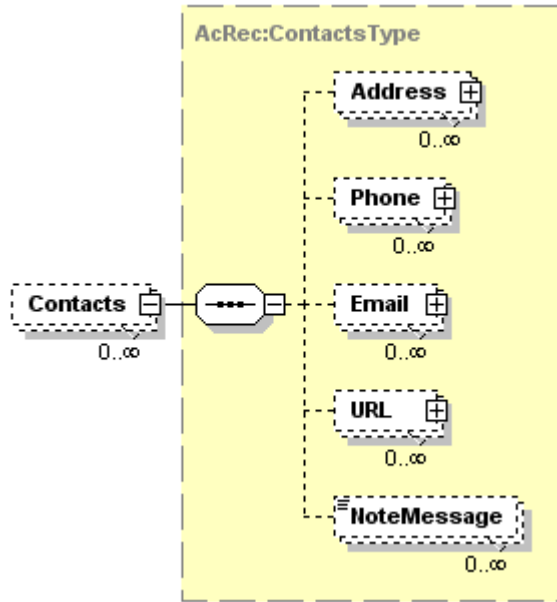 AcRec:ContactsType
Address
0..∞
Phone
0..∞
Contacts
0..∞
Email
0..∞
URL
0..∞
NoteMessage
0..∞